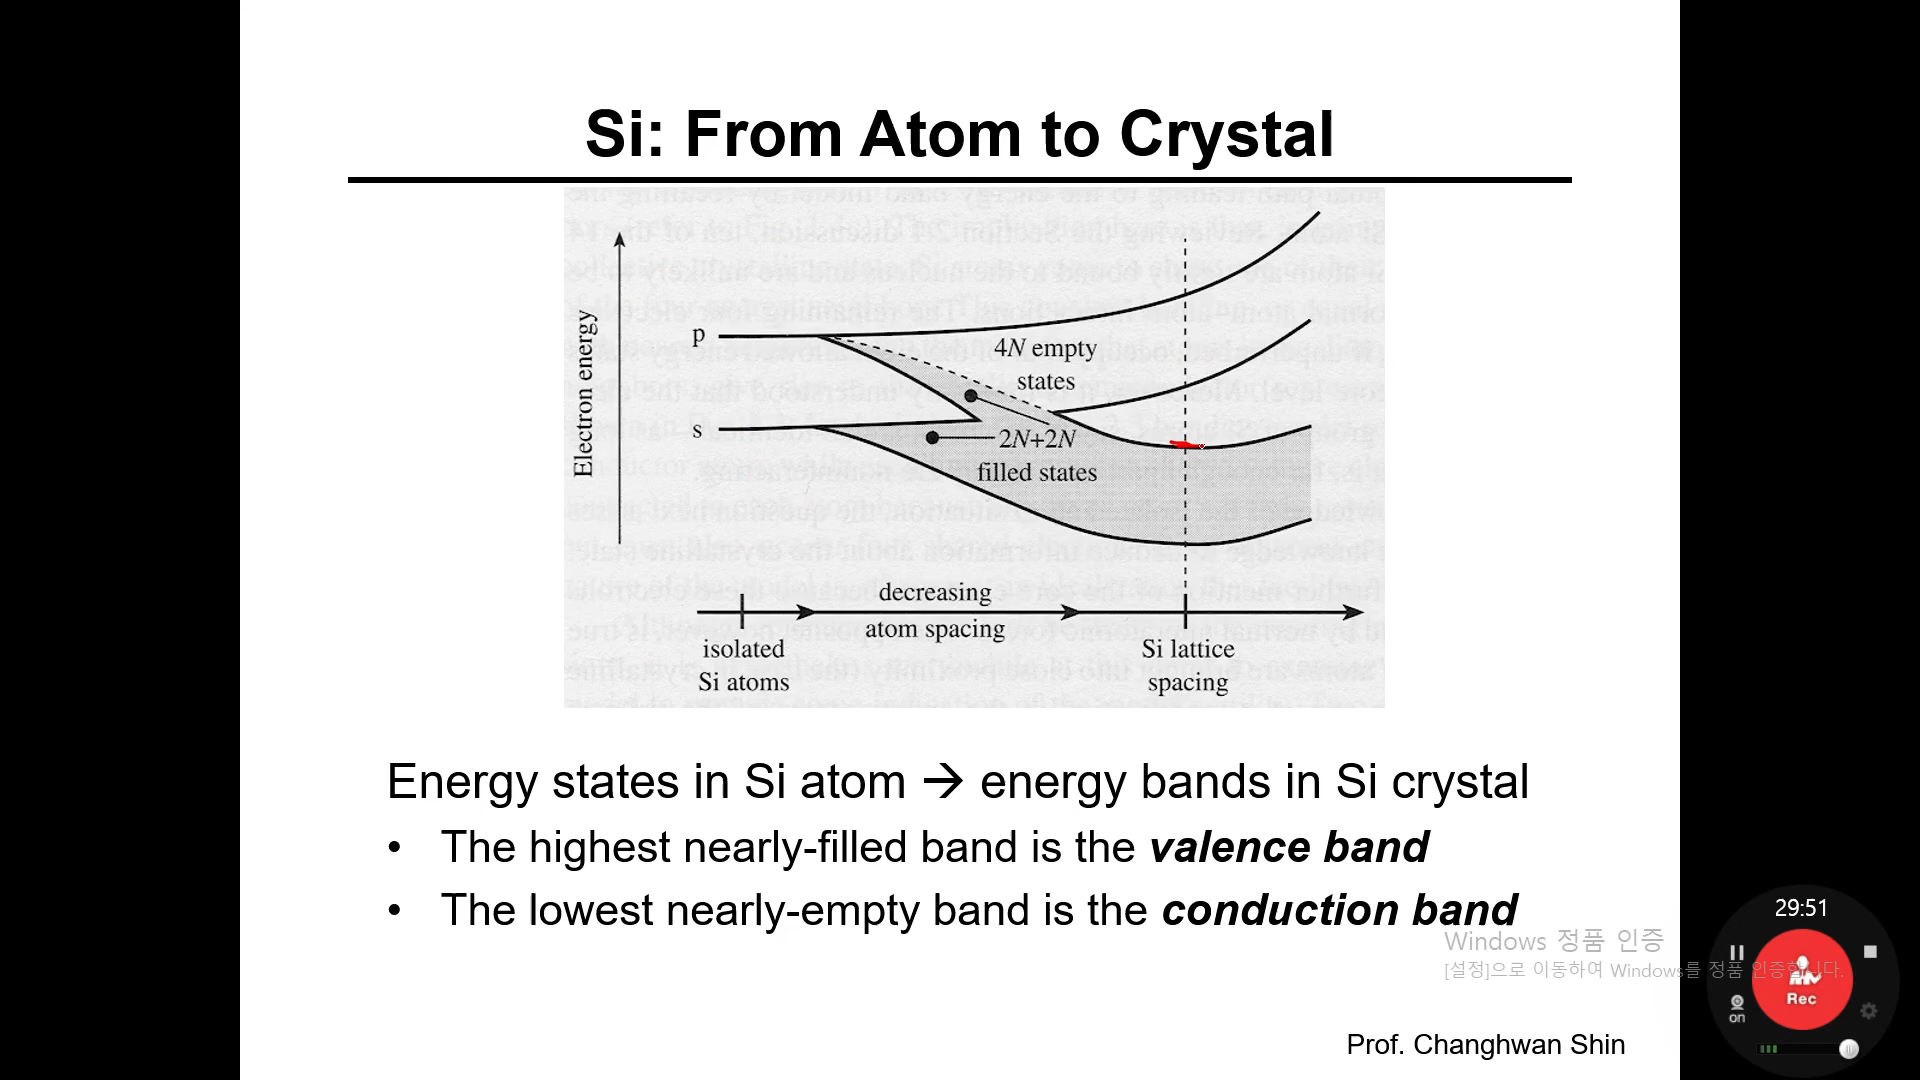 Si: From Atom to Crystal
Electron energy
p
4N empty
states
s
2N+2N
filled states
decreasing
atom spacing
isolated
Si atoms
Si lattice
spacing
Energy states in Si atom → energy bands in Si crystal
• The highest nearly-filled band is the valence band
• The lowest nearly-empty band is the conduction band
Windows 정품 인증
[설정]으로 이동하여 Windows를 정품 인증합니다.
Prof. Changhwan Shin
29:51
Rec
on